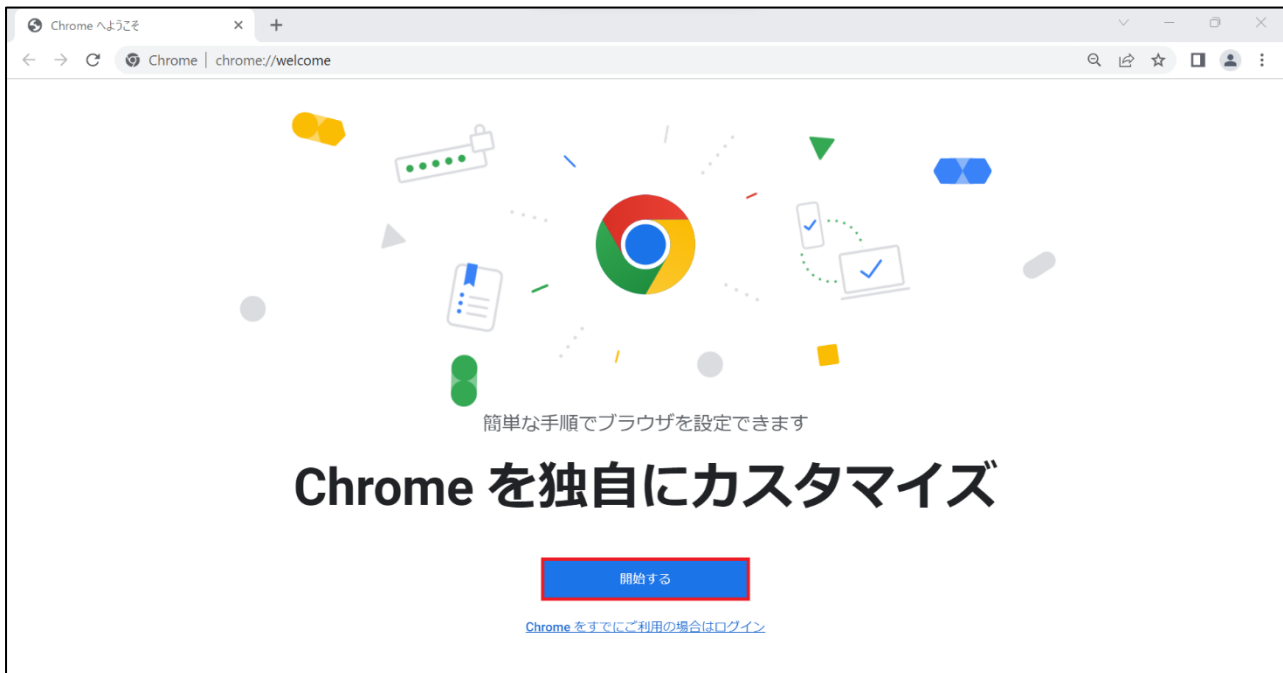 Chrome へようこそ
Chrome | chrome://welcome
簡単な手順でブラウザを設定できます
Chrome を独自にカスタマイズ
開始する
Chrome をすでにご利用の場合はログイン